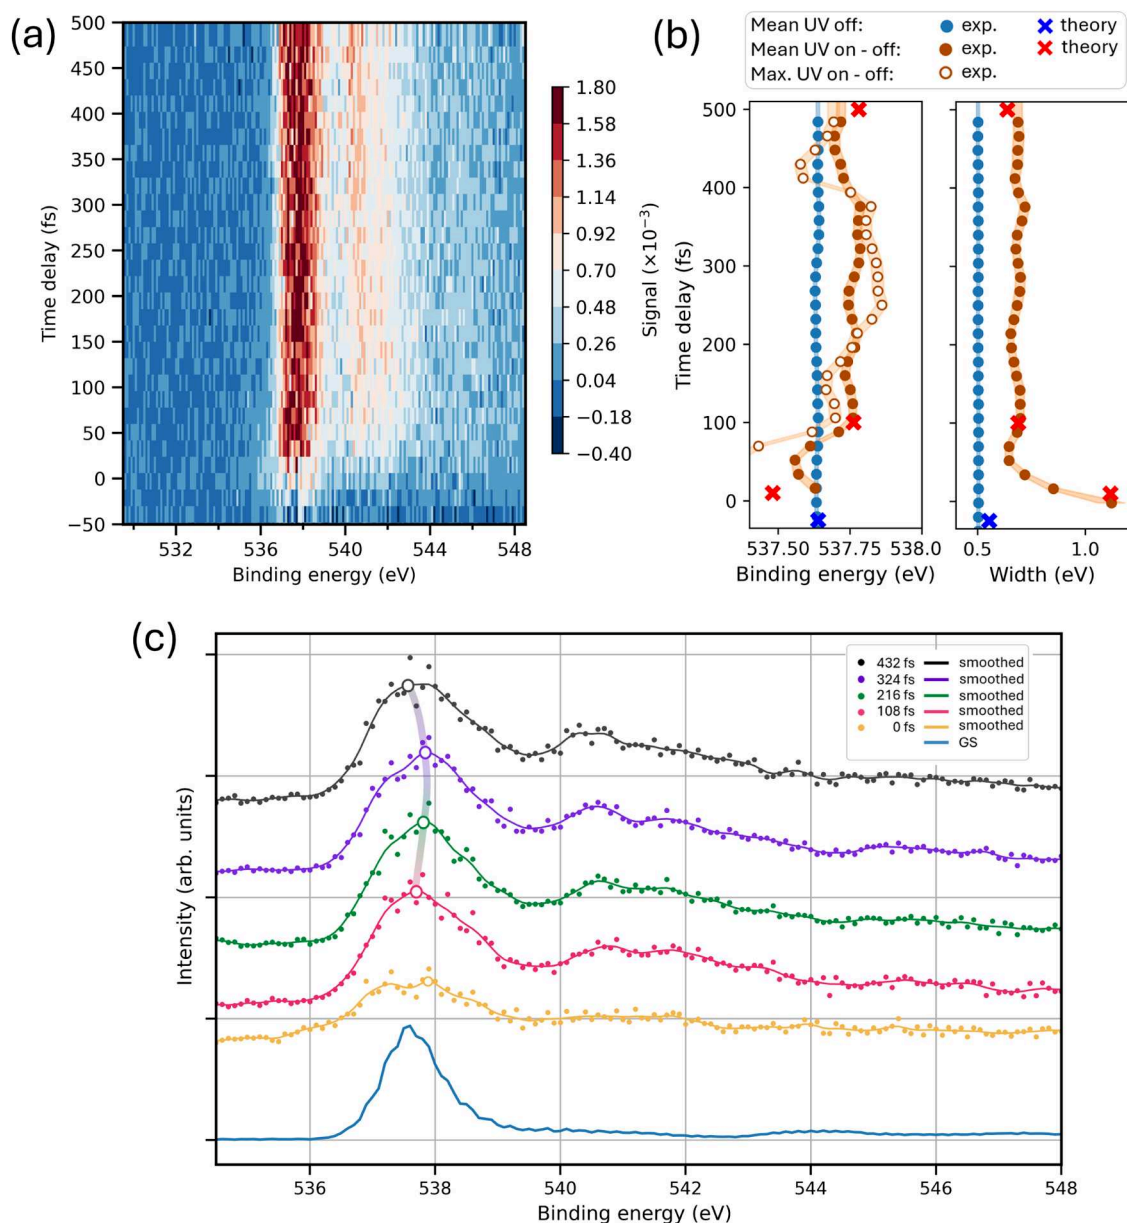 (a)
500
450
400
350
300
250
200
150
100
50
0
−50
Time delay (fs)
532 536 540 544 548
Binding energy (eV)
1.80
1.58
1.36
1.14
0.92
0.70
0.48
0.26
0.04
−0.18
−0.40
Signal (×10⁻³)
(b)
Mean UV off: exp. theory
Mean UV on - off: exp. theory
Max. UV on - off: exp.
500
400
300
200
100
0
Time delay (fs)
537.50 537.75 538.0
Binding energy (eV)
0.5 1.0
Width (eV)
(c)
432 fs smoothed
324 fs smoothed
216 fs smoothed
108 fs smoothed
0 fs smoothed
GS
Intensity (arb. units)
536 538 540 542 544 546 548
Binding energy (eV)